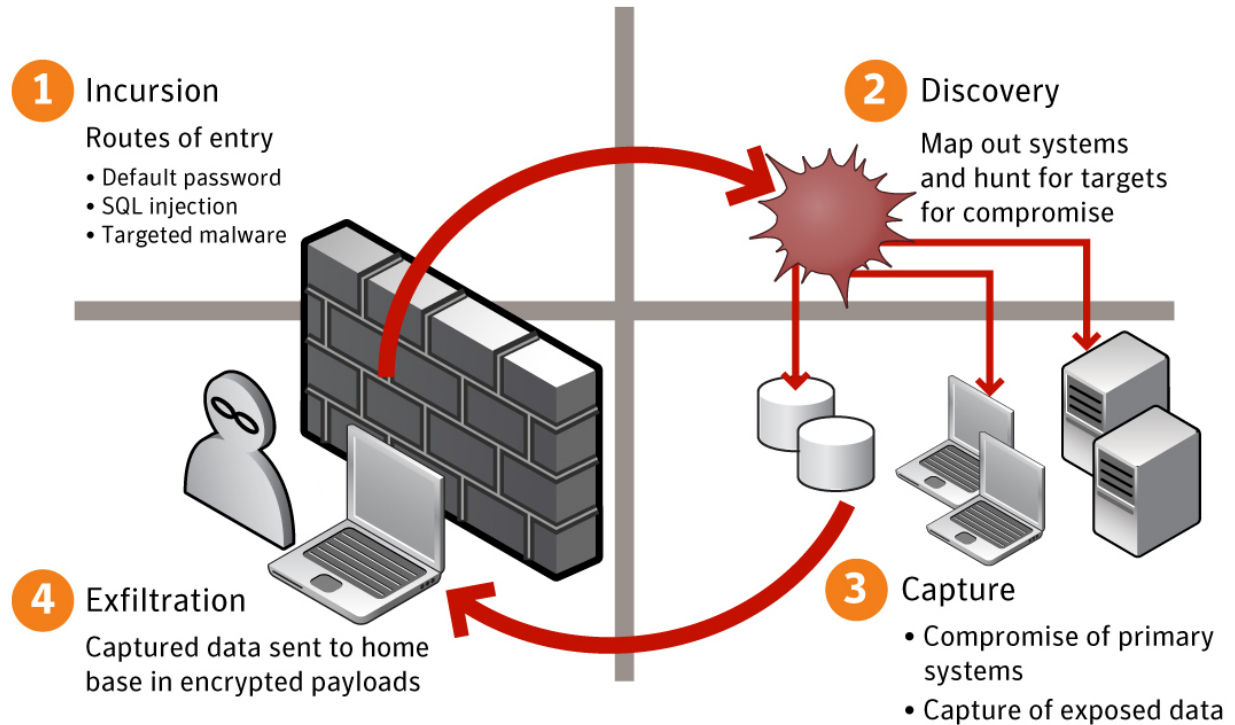 1 Incursion
Routes of entry
• Default password
• SQL injection
• Targeted malware
2 Discovery
Map out systems
and hunt for targets
for compromise
3 Capture
• Compromise of primary
systems
• Capture of exposed data
4 Exfiltration
Captured data sent to home
base in encrypted payloads